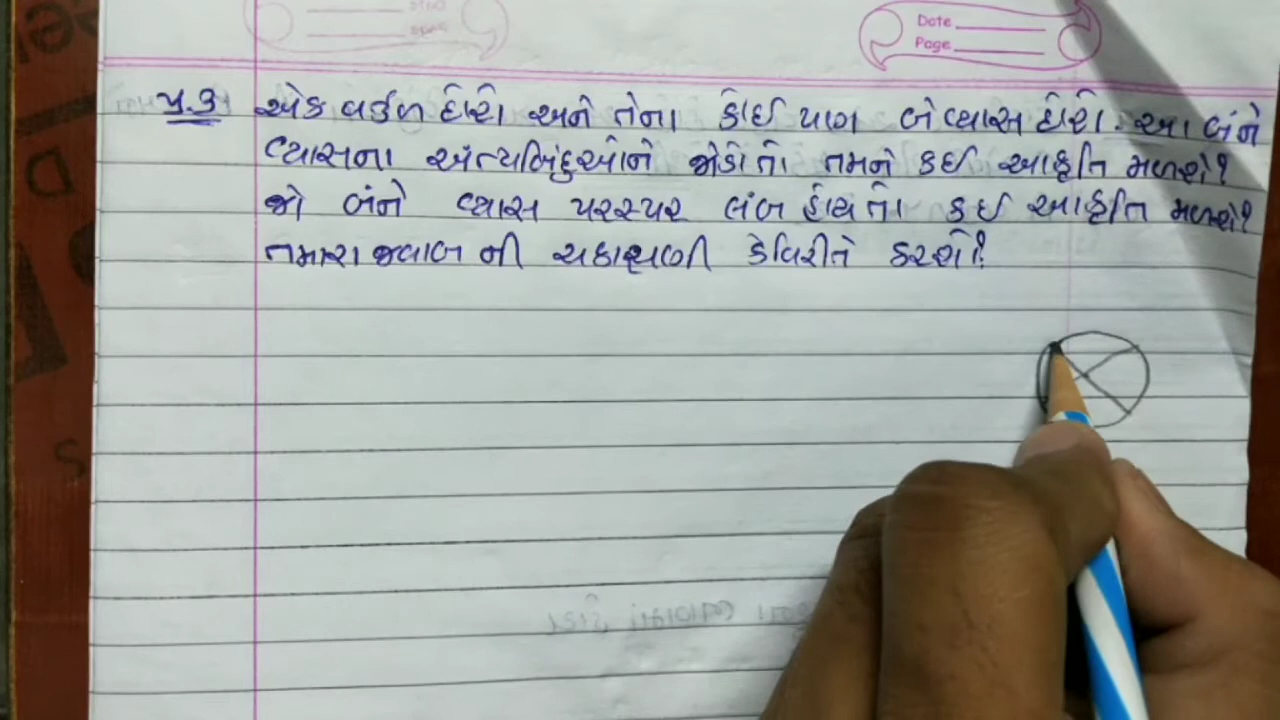 Date
Page
પ્ર.૩ એક વર્તુળ દોરો અને તેના કોઈ પણ બે વ્યાસ દોરો. આ બંને
વ્યાસના અંત્યબિંદુઓને જોડો તો તમને કઈ આકૃતિ મળશે?
જો બંને વ્યાસ પરસ્પર લંબ હોય તો કઈ આકૃતિ મળશે?
તમારા જવાબ ની ચકાસણી કેવિરીતે કરશો?